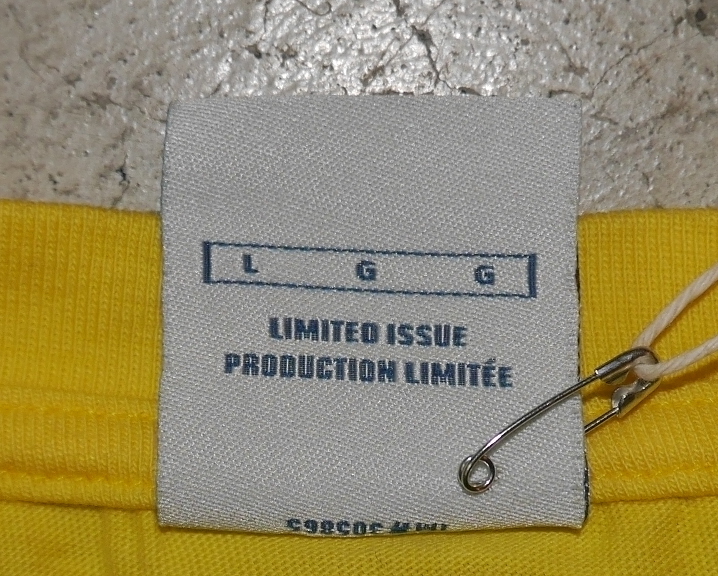 L G G
LIMITED ISSUE
PRODUCTION LIMITÉE